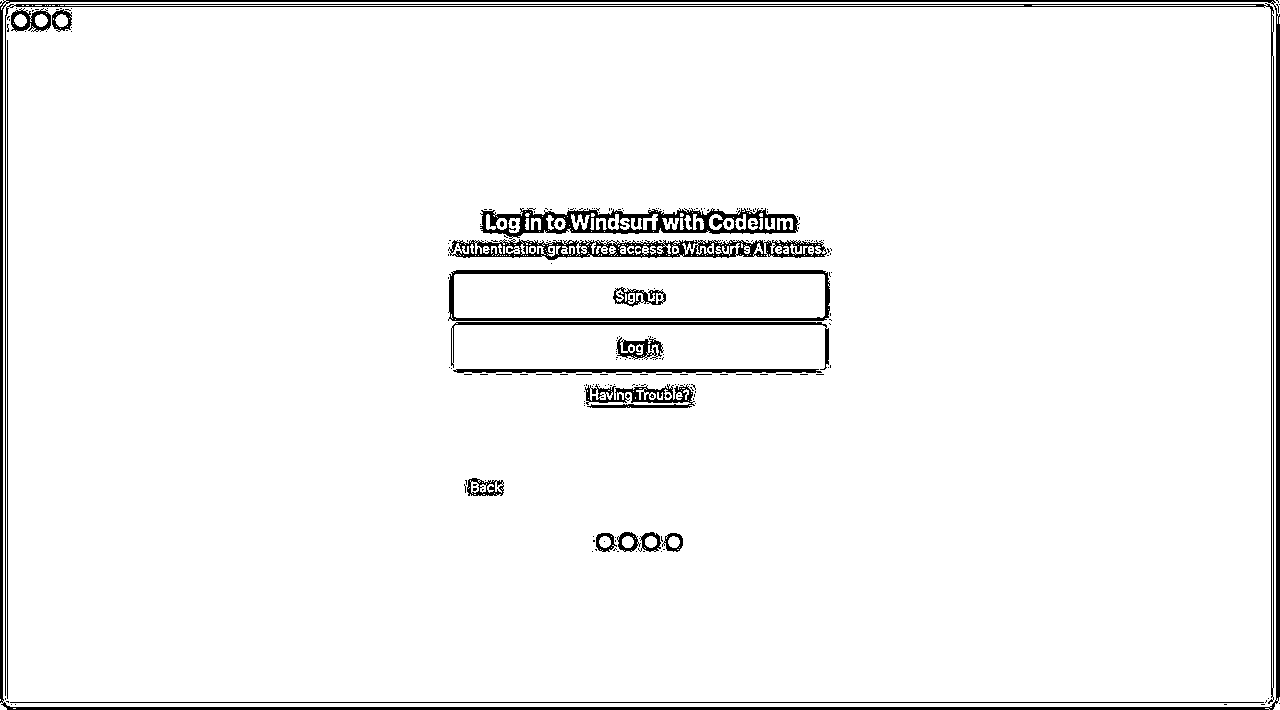 Log in to Windsurf with Codeium
Authentication grants free access to Windsurf's AI features.
Sign up
Log in
Having Trouble?
Back